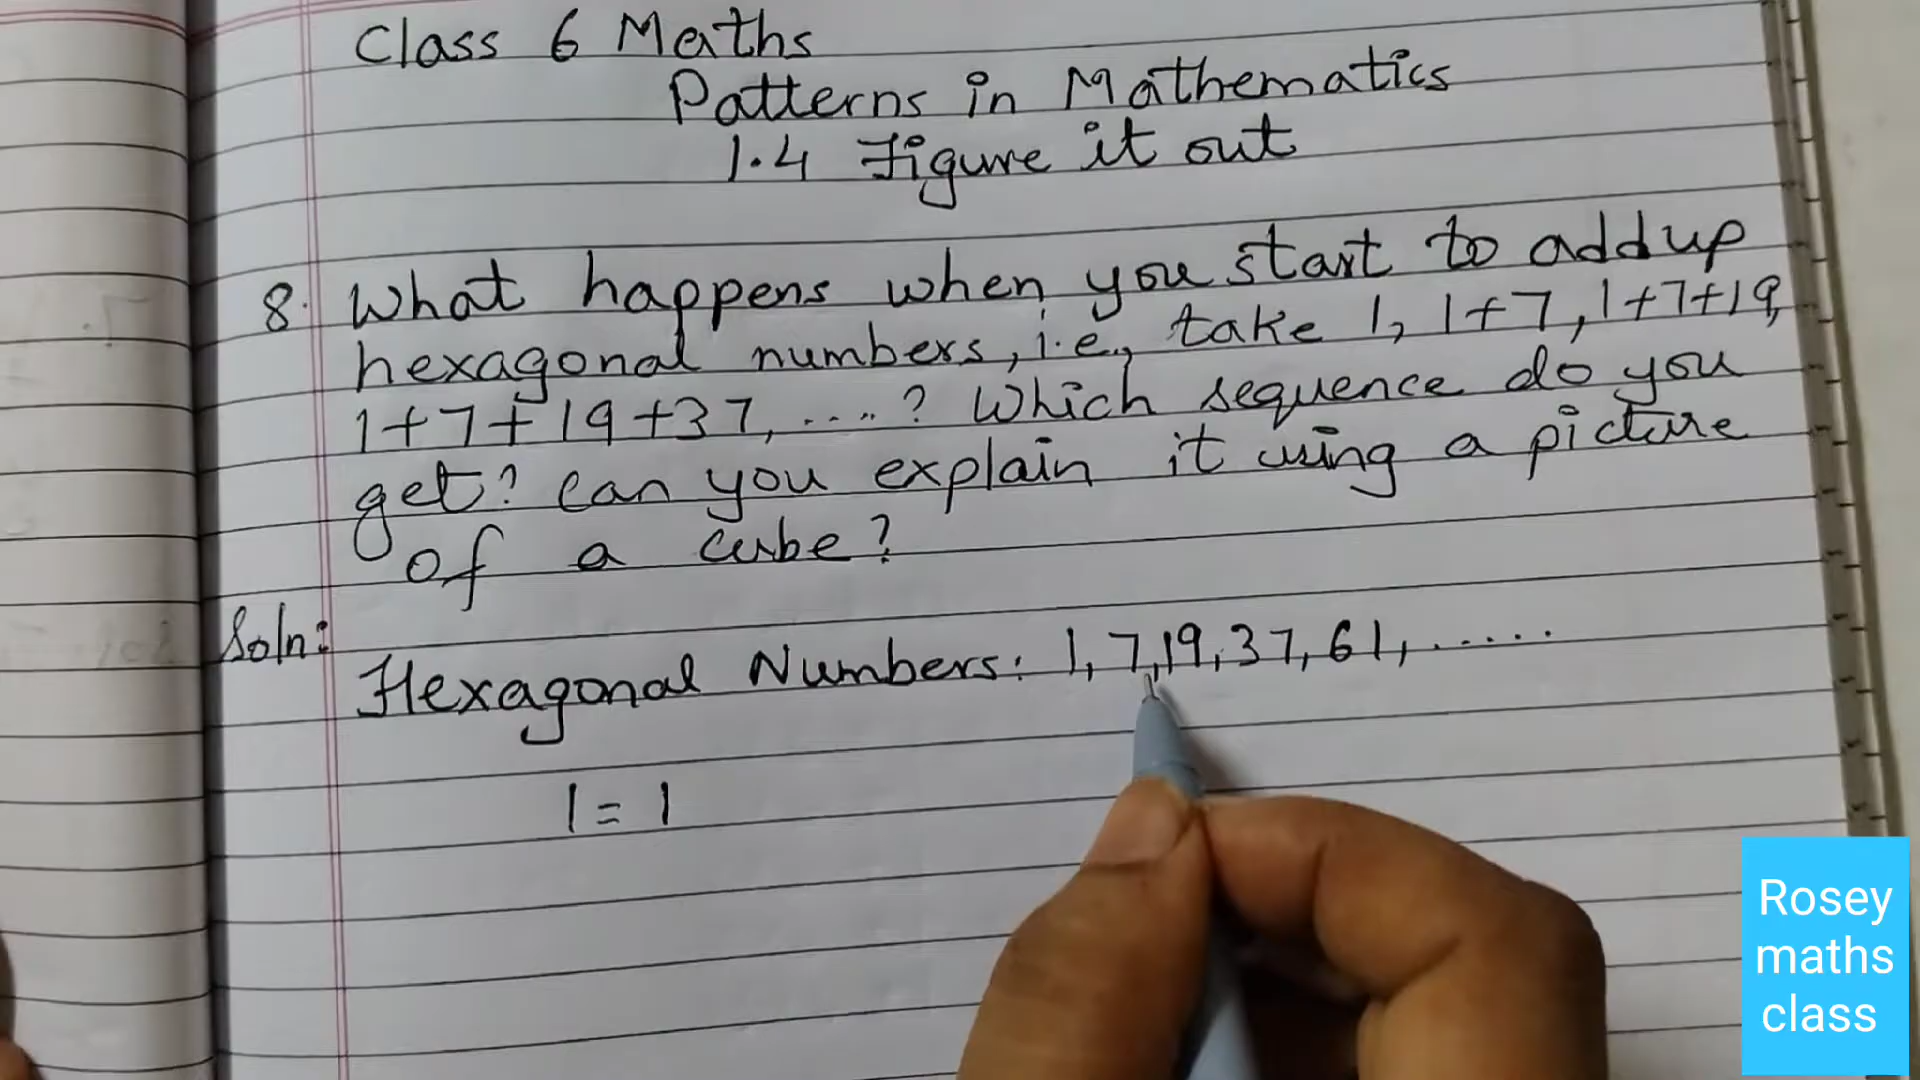 Class 6 Maths
Patterns in Mathematics
1.4 Figure it out
8. What happens when you start to add up
hexagonal numbers, i.e., take 1, 1+7, 1+7+19,
1+7+19+37, ....? Which sequence do you
get? Can you explain it using a picture
of a cube?
Soln:
Hexagonal Numbers: 1, 7, 19, 37, 61, .....
1 = 1
Rosey
maths
class